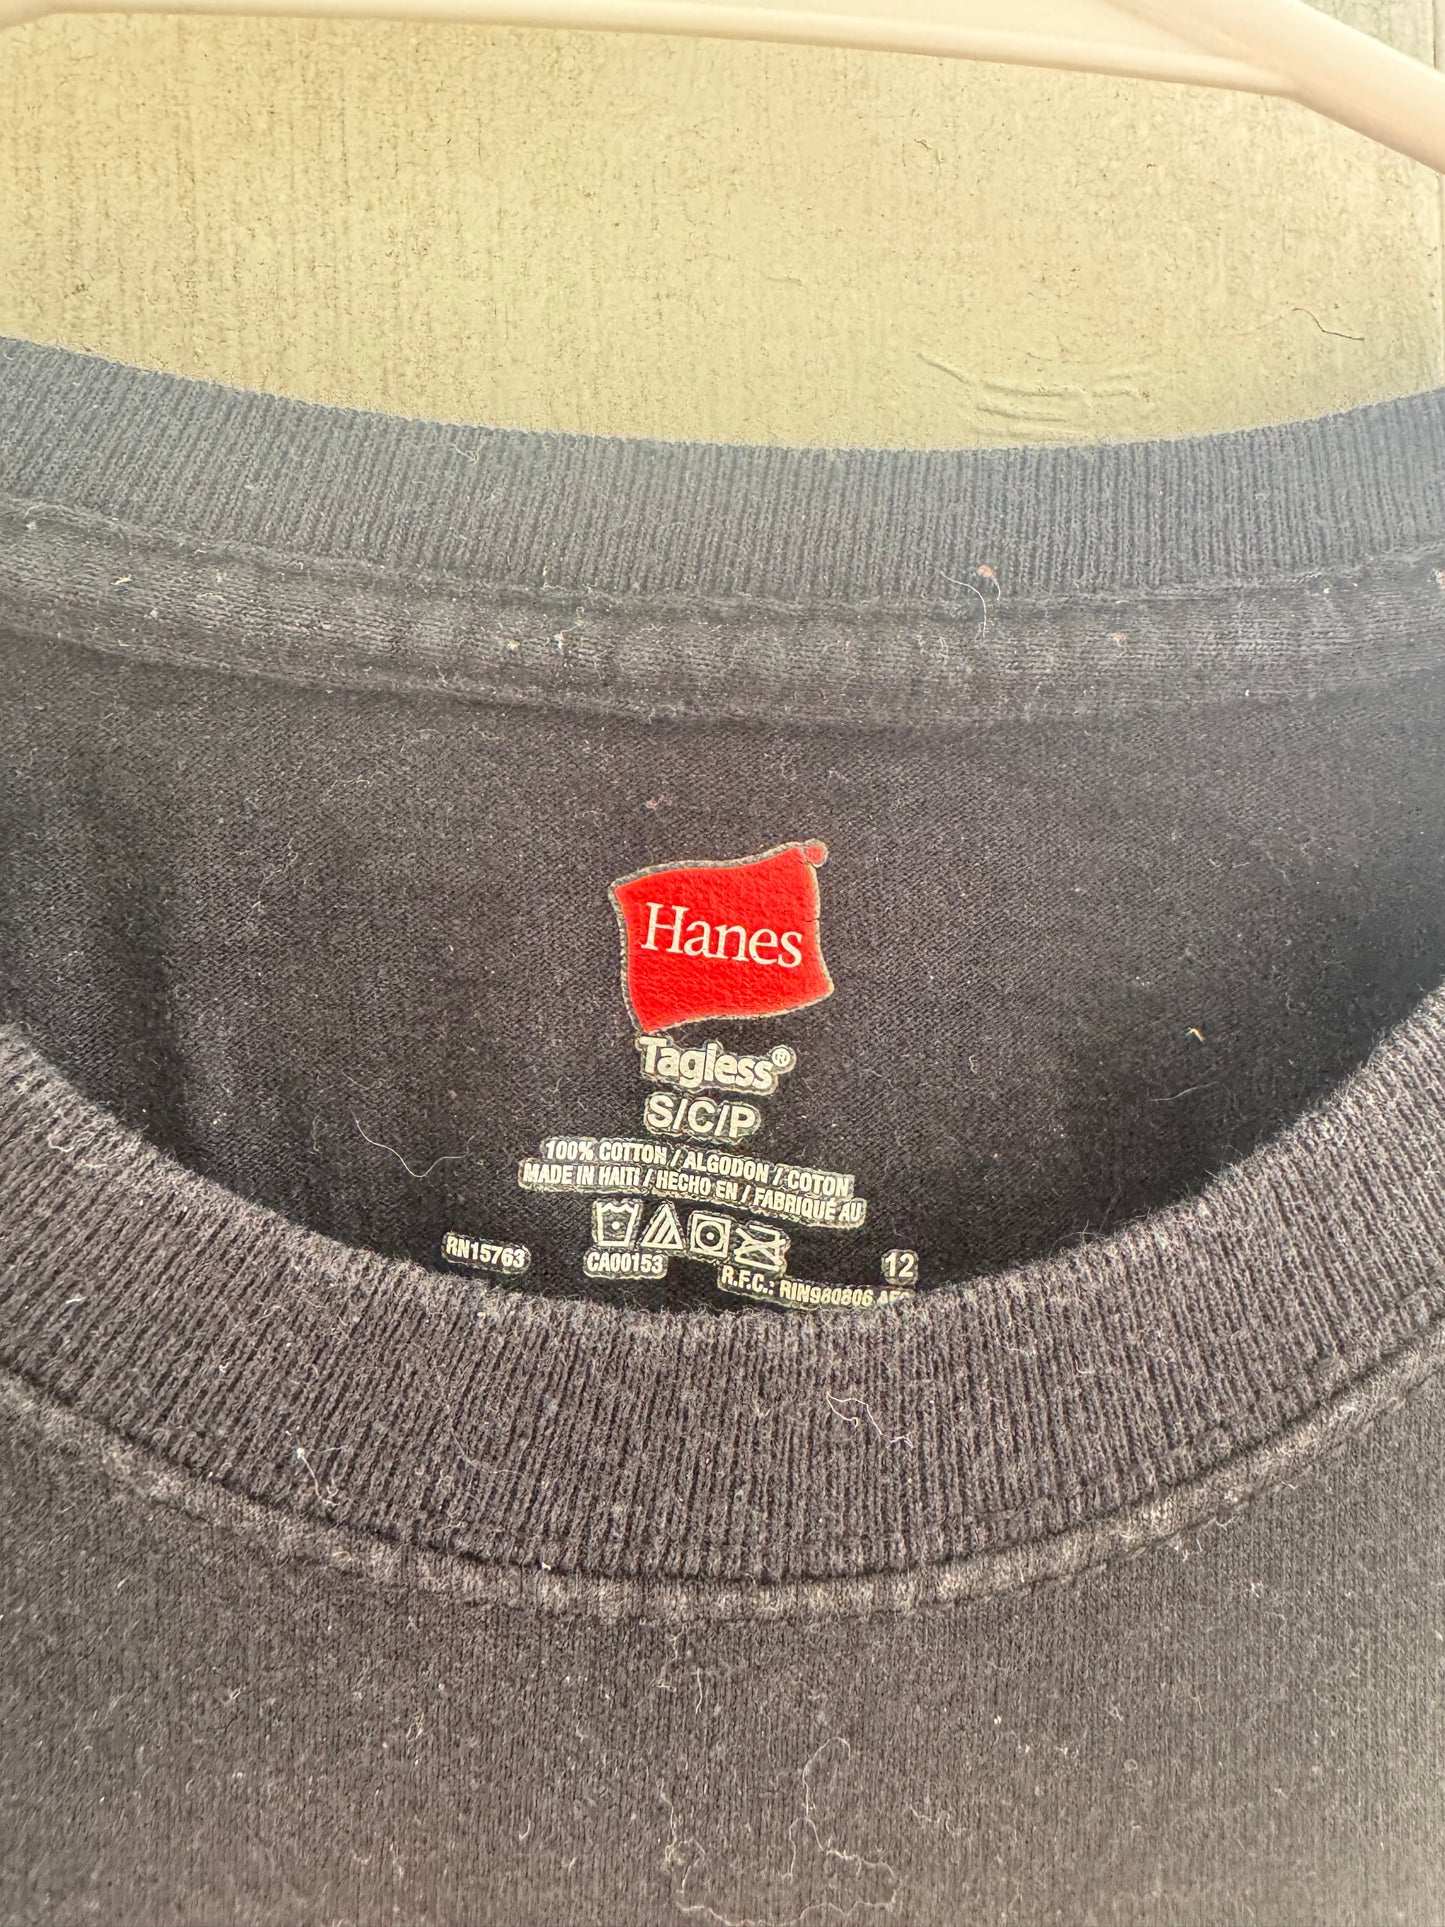 Hanes
Tagless®
S/C/P
100% COTTON / ALGODON / COTON
MADE IN HAITI / HECHO EN / FABRIQUÉ AU
RN15763 CA00153 12
R.F.C.: RIN980806